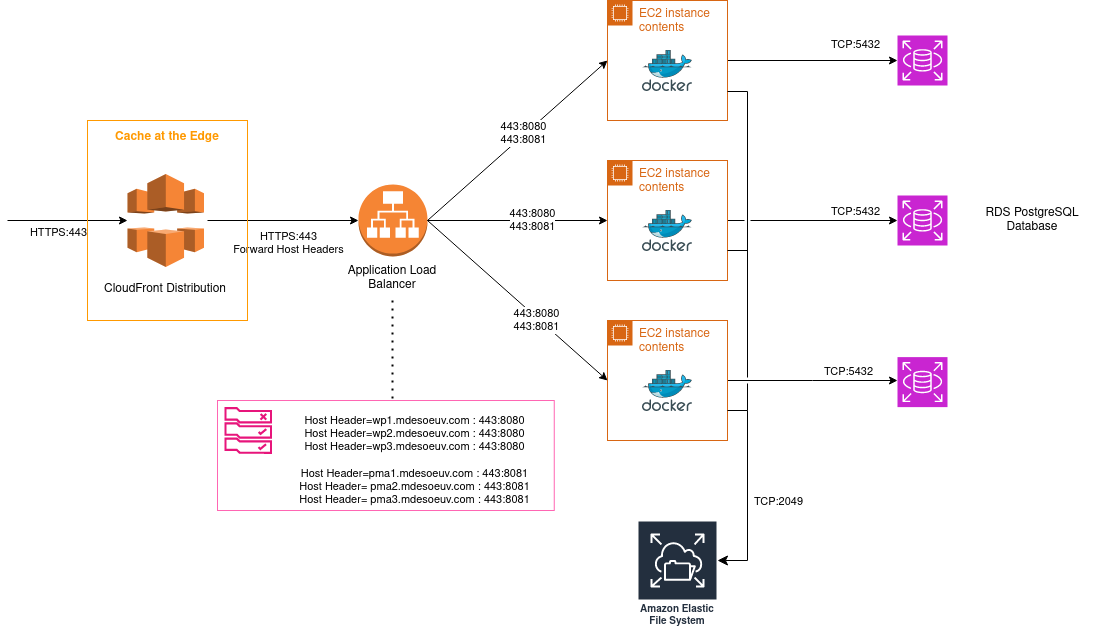 EC2 instance
contents
docker
TCP:5432
443:8080
443:8081
Cache at the Edge
HTTPS:443
CloudFront Distribution
HTTPS:443
Forward Host Headers
Application Load
Balancer
EC2 instance
contents
docker
443:8080
443:8081
TCP:5432
RDS PostgreSQL
Database
443:8080
443:8081
EC2 instance
contents
docker
TCP:5432
Host Header=wp1.mdesoeuv.com : 443:8080
Host Header=wp2.mdesoeuv.com : 443:8080
Host Header=wp3.mdesoeuv.com : 443:8080
Host Header=pma1.mdesoeuv.com : 443:8081
Host Header= pma2.mdesoeuv.com : 443:8081
Host Header= pma3.mdesoeuv.com : 443:8081
TCP:2049
Amazon Elastic
File System